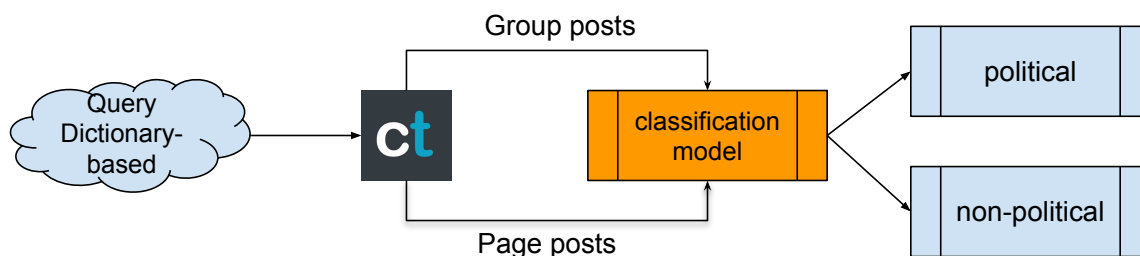 Group posts
Query
Dictionary-
based
ct
classification
model
political
non-political
Page posts